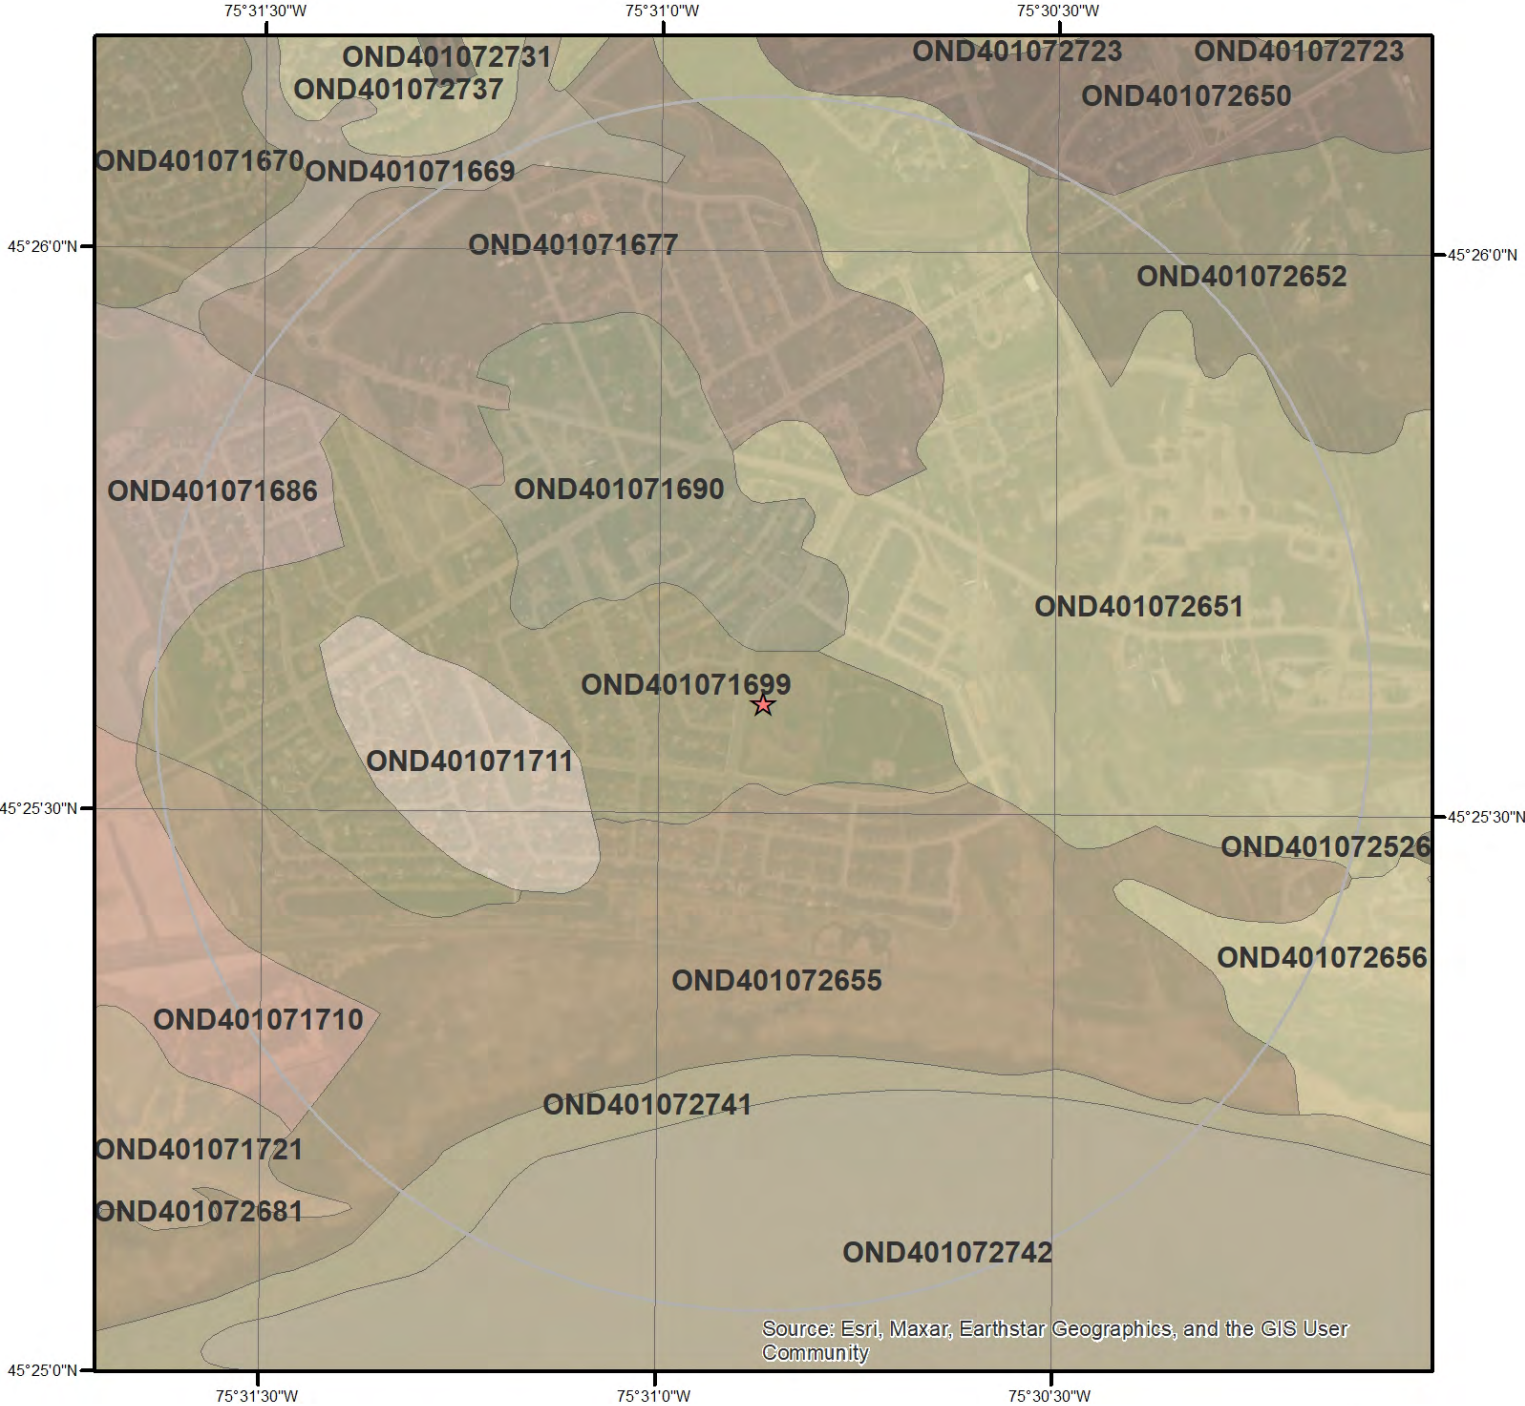 75°31'30"W
75°31'0"W
75°30'30"W
OND401072731
OND401072723
OND401072723
OND401072737
OND401072650
OND401071670
OND401071669
45°26'0"N
OND401071677
45°26'0"N
OND401072652
OND401071686
OND401071690
OND401072651
OND401071699
OND401071711
45°25'30"N
45°25'30"N
OND401072526
OND401072656
OND401072655
OND401071710
OND401072741
OND401071721
OND401072681
OND401072742
Source: Esri, Maxar, Earthstar Geographics, and the GIS User
Community
45°25'0"N
75°31'30"W
75°31'0"W
75°30'30"W